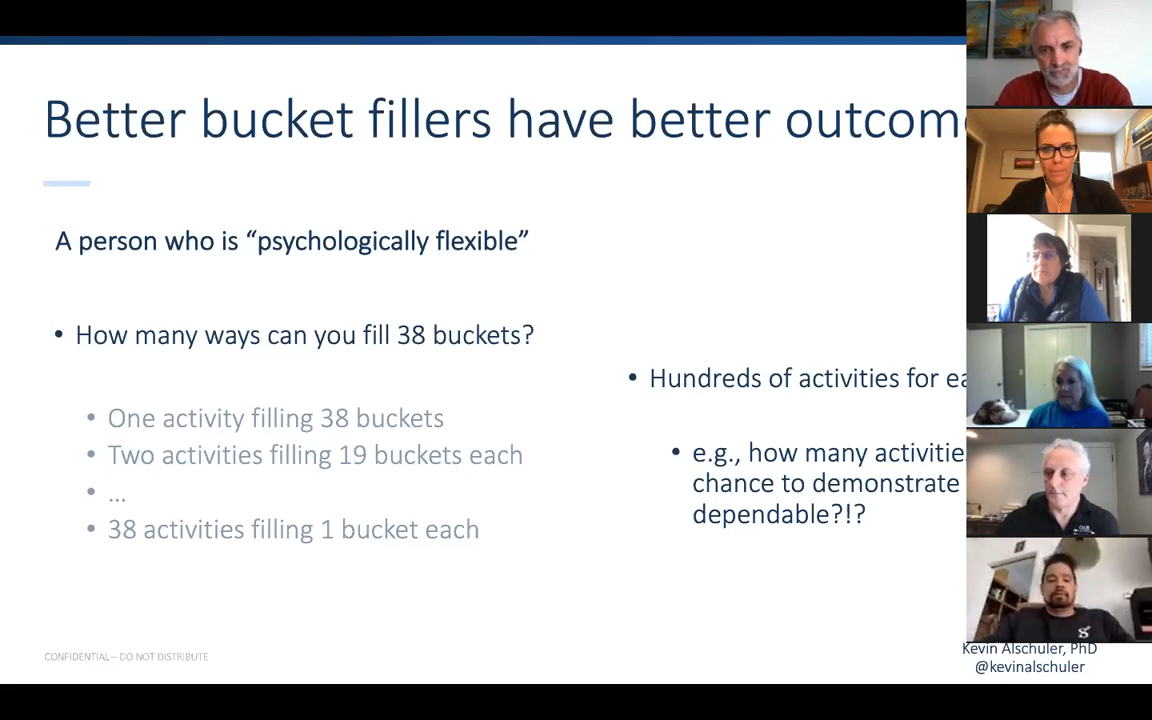 Better bucket fillers have better outcom
A person who is “psychologically flexible”
• How many ways can you fill 38 buckets?
• One activity filling 38 buckets
• Two activities filling 19 buckets each
• ...
• 38 activities filling 1 bucket each
• Hundreds of activities for ea
• e.g., how many activitie
chance to demonstrate
dependable?!?
CONFIDENTIAL – DO NOT DISTRIBUTE
Kevin Alschuler, PhD
@kevinalschuler